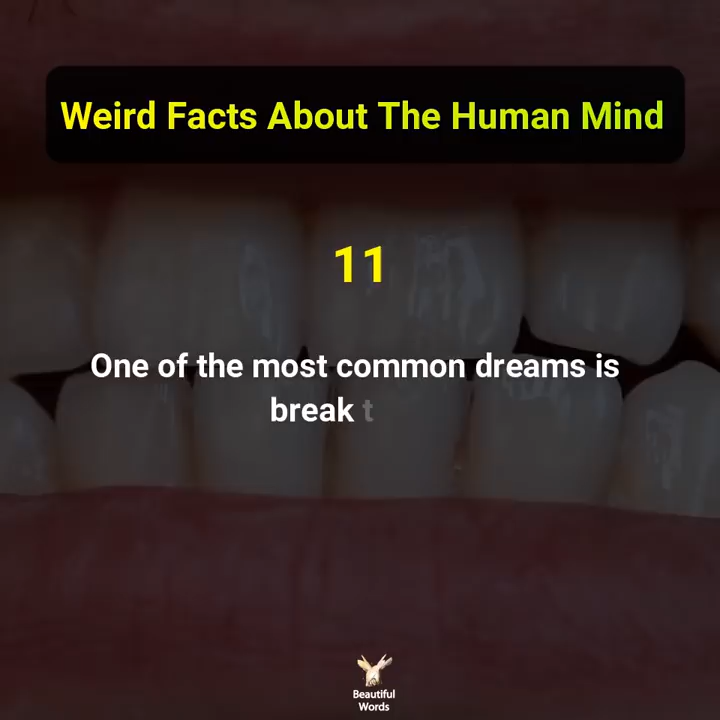 Weird Facts About The Human Mind
11
One of the most common dreams is
break t
Beautiful
Words